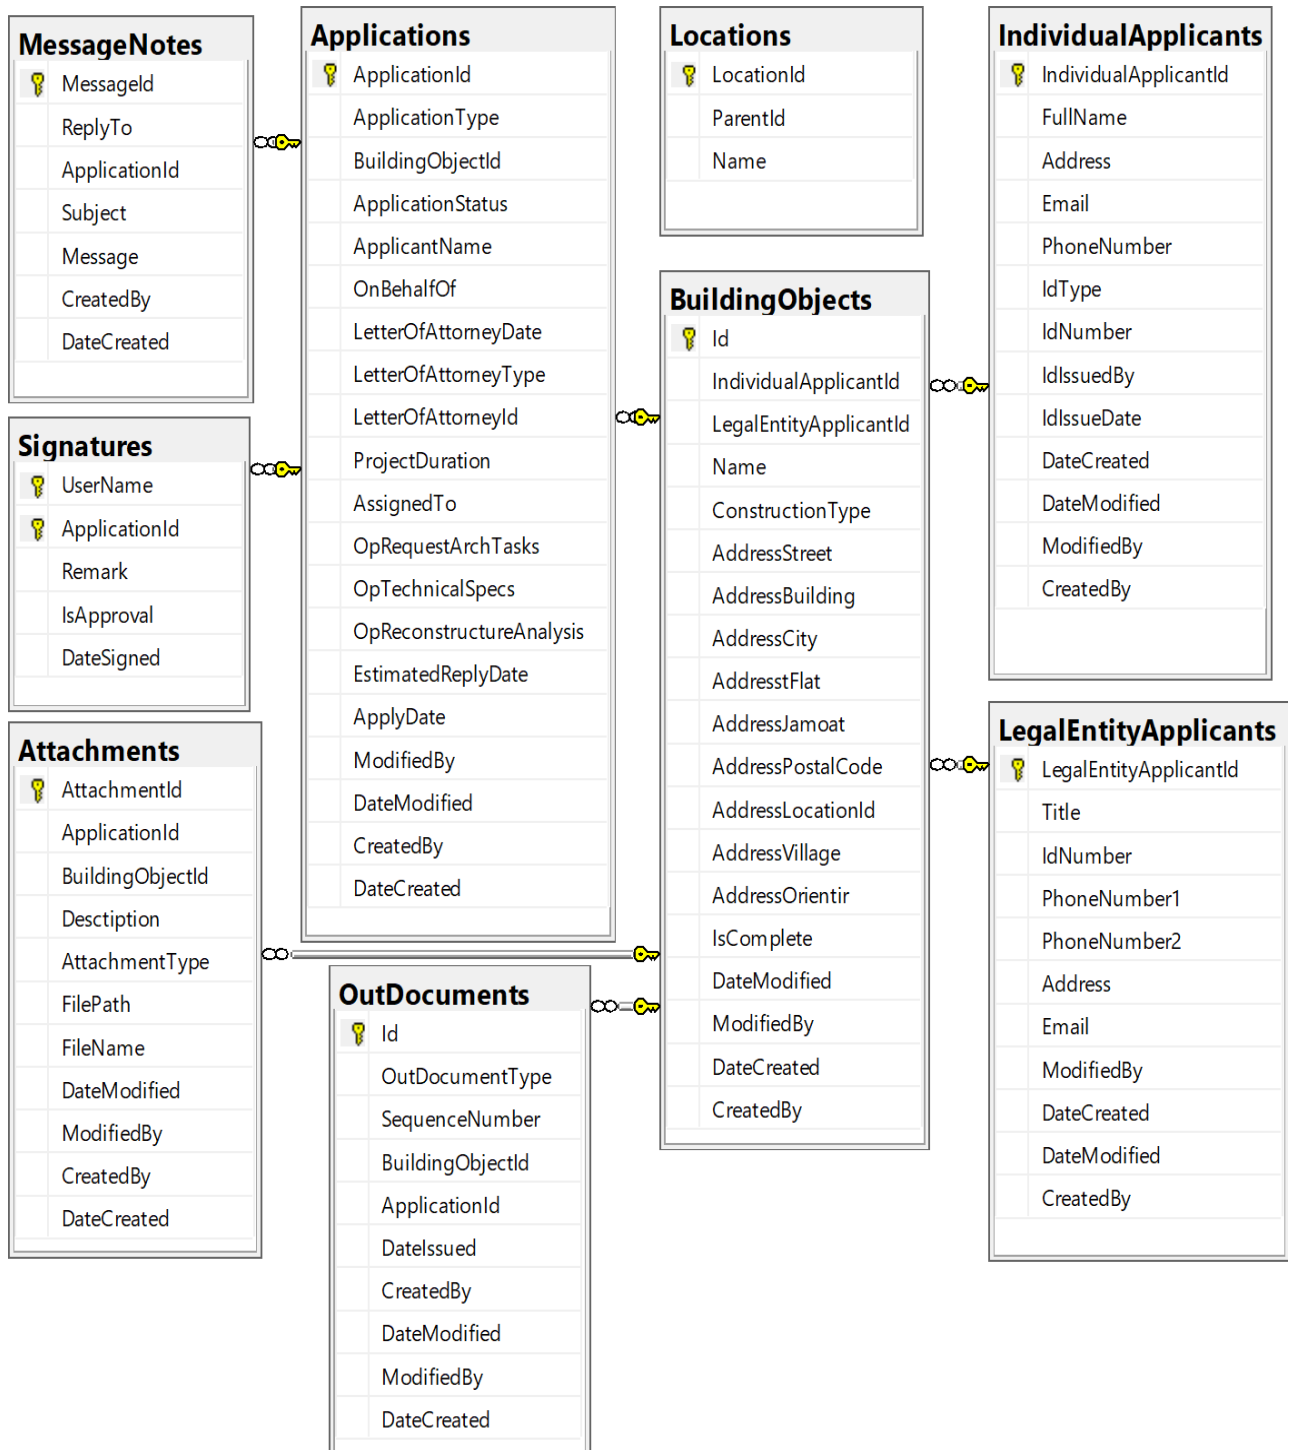 MessageNotes
MessageId
ReplyTo
ApplicationId
Subject
Message
CreatedBy
DateCreated
Signatures
UserName
ApplicationId
Remark
IsApproval
DateSigned
Attachments
AttachmentId
ApplicationId
BuildingObjectId
Desctiption
AttachmentType
FilePath
FileName
DateModified
ModifiedBy
CreatedBy
DateCreated
Applications
ApplicationId
ApplicationType
BuildingObjectId
ApplicationStatus
ApplicantName
OnBehalfOf
LetterOfAttorneyDate
LetterOfAttorneyType
LetterOfAttorneyId
ProjectDuration
AssignedTo
OpRequestArchTasks
OpTechnicalSpecs
OpReconstructureAnalysis
EstimatedReplyDate
ApplyDate
ModifiedBy
DateModified
CreatedBy
DateCreated
OutDocuments
Id
OutDocumentType
SequenceNumber
BuildingObjectId
ApplicationId
DateIssued
CreatedBy
DateModified
ModifiedBy
DateCreated
Locations
LocationId
ParentId
Name
BuildingObjects
Id
IndividualApplicantId
LegalEntityApplicantId
Name
ConstructionType
AddressStreet
AddressBuilding
AddressCity
AddresstFlat
AddressJamoat
AddressPostalCode
AddressLocationId
AddressVillage
AddressOrientir
IsComplete
DateModified
ModifiedBy
DateCreated
CreatedBy
IndividualApplicants
IndividualApplicantId
FullName
Address
Email
PhoneNumber
IdType
IdNumber
IdIssuedBy
IdIssueDate
DateCreated
DateModified
ModifiedBy
CreatedBy
LegalEntityApplicants
LegalEntityApplicantId
Title
IdNumber
PhoneNumber1
PhoneNumber2
Address
Email
ModifiedBy
DateCreated
DateModified
CreatedBy